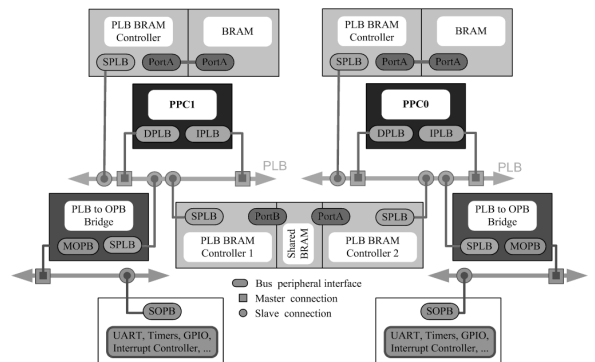 PLB BRAM
Controller
BRAM
SPLB
PortA
PortA
PLB BRAM
Controller
BRAM
SPLB
PortA
PortA
PPC1
DPLB
IPLB
PPC0
DPLB
IPLB
PLB
PLB
PLB to OPB
Bridge
MOPB
SPLB
SPLB
PortB
PortA
SPLB
PLB BRAM
Controller 1
Shared
BRAM
PLB BRAM
Controller 2
PLB to OPB
Bridge
SPLB
MOPB
Bus peripheral interface
Master connection
Slave connection
SOPB
UART, Timers, GPIO,
Interrupt Controller, ...
SOPB
UART, Timers, GPIO,
Interrupt Controller, ...